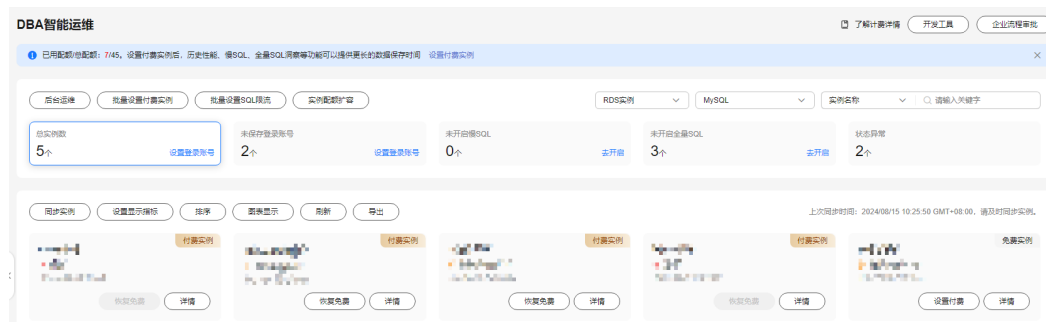 DBA智能运维 了解计费详情 开发工具 企业流程审批
已用配额/总配额：7/45。设置付费实例后，历史性能、慢SQL、全量SQL洞察等功能可以提供更长的数据保存时间 设置付费实例
后台运维 批量设置付费实例 批量设置SQL限流 实例配额扩容 RDS实例 MySQL 实例名称 请输入关键字
总实例数 未保存登录账号 未开启慢SQL 未开启全量SQL 状态异常
5个 设置登录账号 2个 设置登录账号 0个 去开启 3个 去开启 2个
同步实例 设置显示指标 排序 图表显示 刷新 导出 上次同步时间：2024/08/15 10:25:50 GMT+08:00，请及时同步实例。
付费实例 付费实例 付费实例 付费实例 免费实例
恢复免费 详情 恢复免费 详情 恢复免费 详情 恢复免费 详情 设置付费 详情